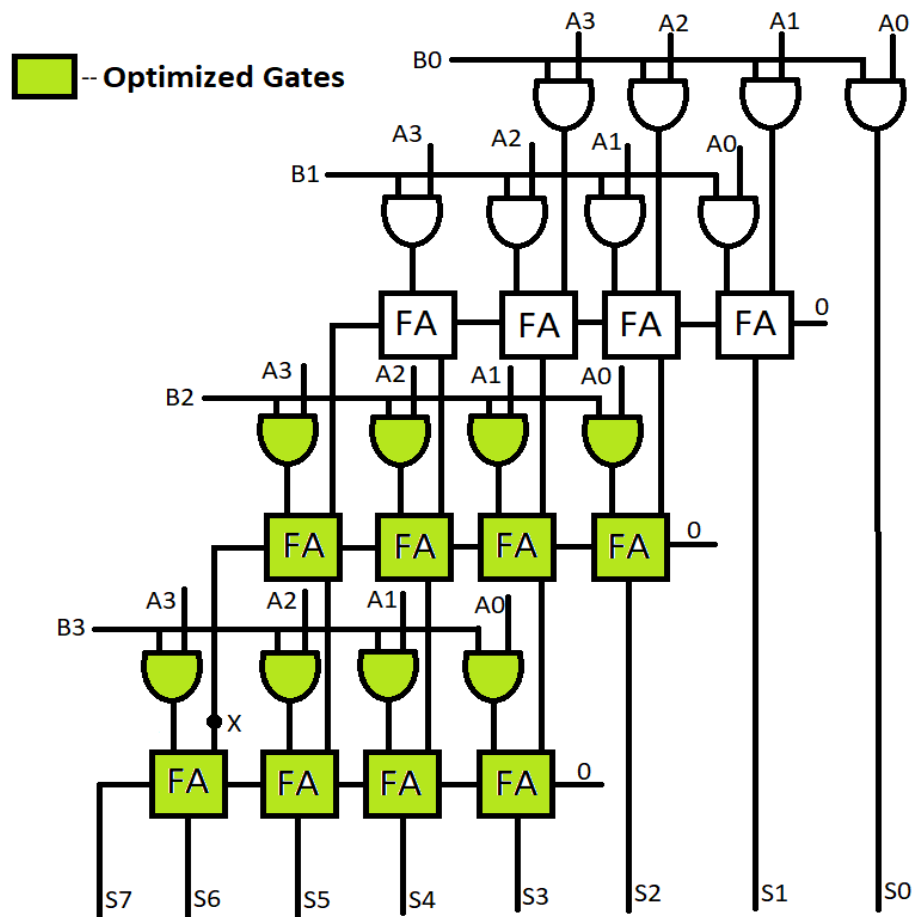 A3 A2 A1 A0
B0
-- Optimized Gates
A3 A2 A1 A0
B1
FA FA FA FA 0
A3 A2 A1 A0
B2
FA FA FA FA 0
A3 A2 A1 A0
B3
X
FA FA FA FA 0
S7 S6 S5 S4 S3 S2 S1 S0